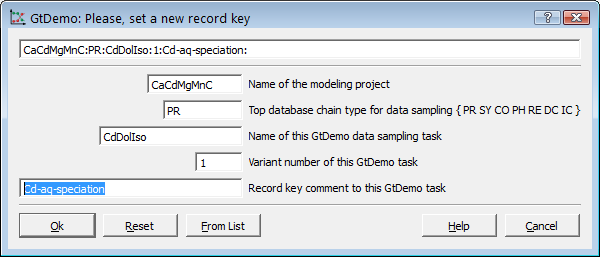 GtDemo: Please, set a new record key
CaCdMgMnC:PR:CdDolIso:1:Cd-aq-speciation:
CaCdMgMnC Name of the modeling project
PR Top database chain type for data sampling { PR SY CO PH RE DC IC }
CdDolIso Name of this GtDemo data sampling task
1 Variant number of this GtDemo task
Cd-aq-speciation Record key comment to this GtDemo task
Ok Reset From List Help Cancel